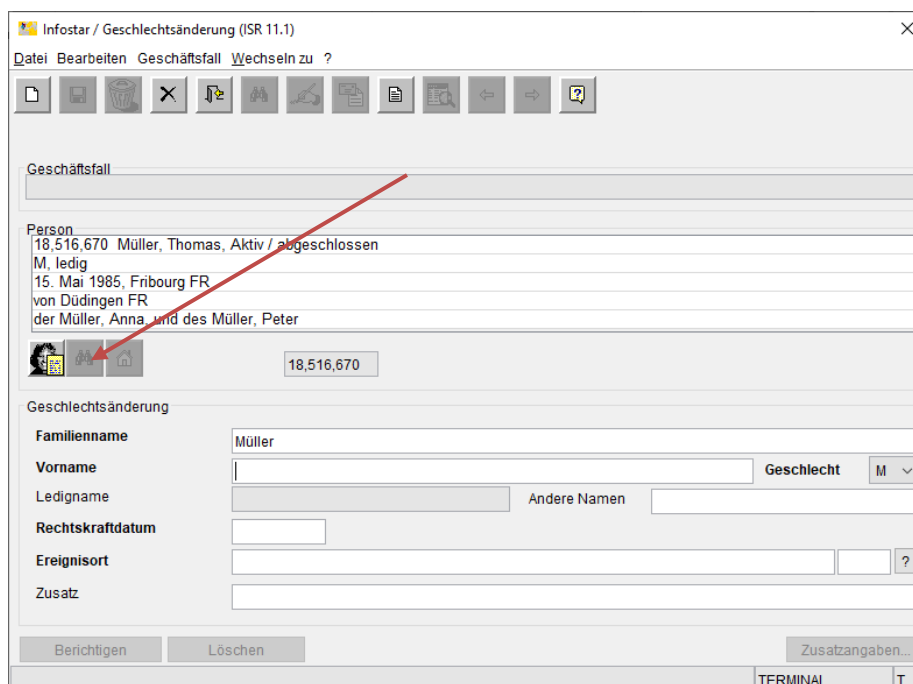 Infostar / Geschlechtsänderung (ISR 11.1)
Datei Bearbeiten Geschäftsfall Wechseln zu ?
Geschäftsfall
Person
18,516,670 Müller, Thomas, Aktiv / abgeschlossen
M, ledig
15. Mai 1985, Fribourg FR
von Düdingen FR
der Müller, Anna, und des Müller, Peter
18,516,670
Geschlechtsänderung
Familienname Müller
Vorname Geschlecht M
Ledigname Andere Namen
Rechtskraftdatum
Ereignisort ?
Zusatz
Berichtigen Löschen Zusatzangaben...
TERMINAL T